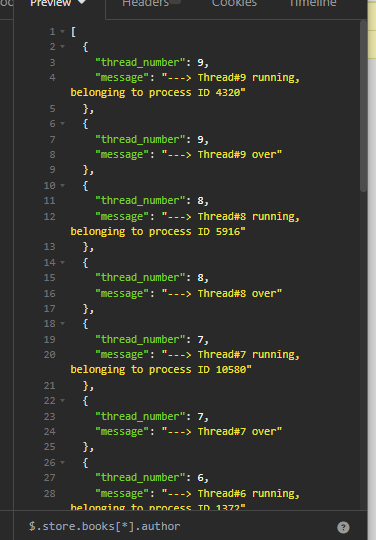 Preview Headers Cookies Timeline
1 [
2 {
3 "thread_number": 9,
4 "message": "---> Thread#9 running,
belonging to process ID 4320"
5 },
6 {
7 "thread_number": 9,
8 "message": "---> Thread#9 over"
9 },
10 {
11 "thread_number": 8,
12 "message": "---> Thread#8 running,
belonging to process ID 5916"
13 },
14 {
15 "thread_number": 8,
16 "message": "---> Thread#8 over"
17 },
18 {
19 "thread_number": 7,
20 "message": "---> Thread#7 running,
belonging to process ID 10580"
21 },
22 {
23 "thread_number": 7,
24 "message": "---> Thread#7 over"
25 },
26 {
27 "thread_number": 6,
28 "message": "---> Thread#6 running,
belonging to process ID 1372"
$.store.books[*].author